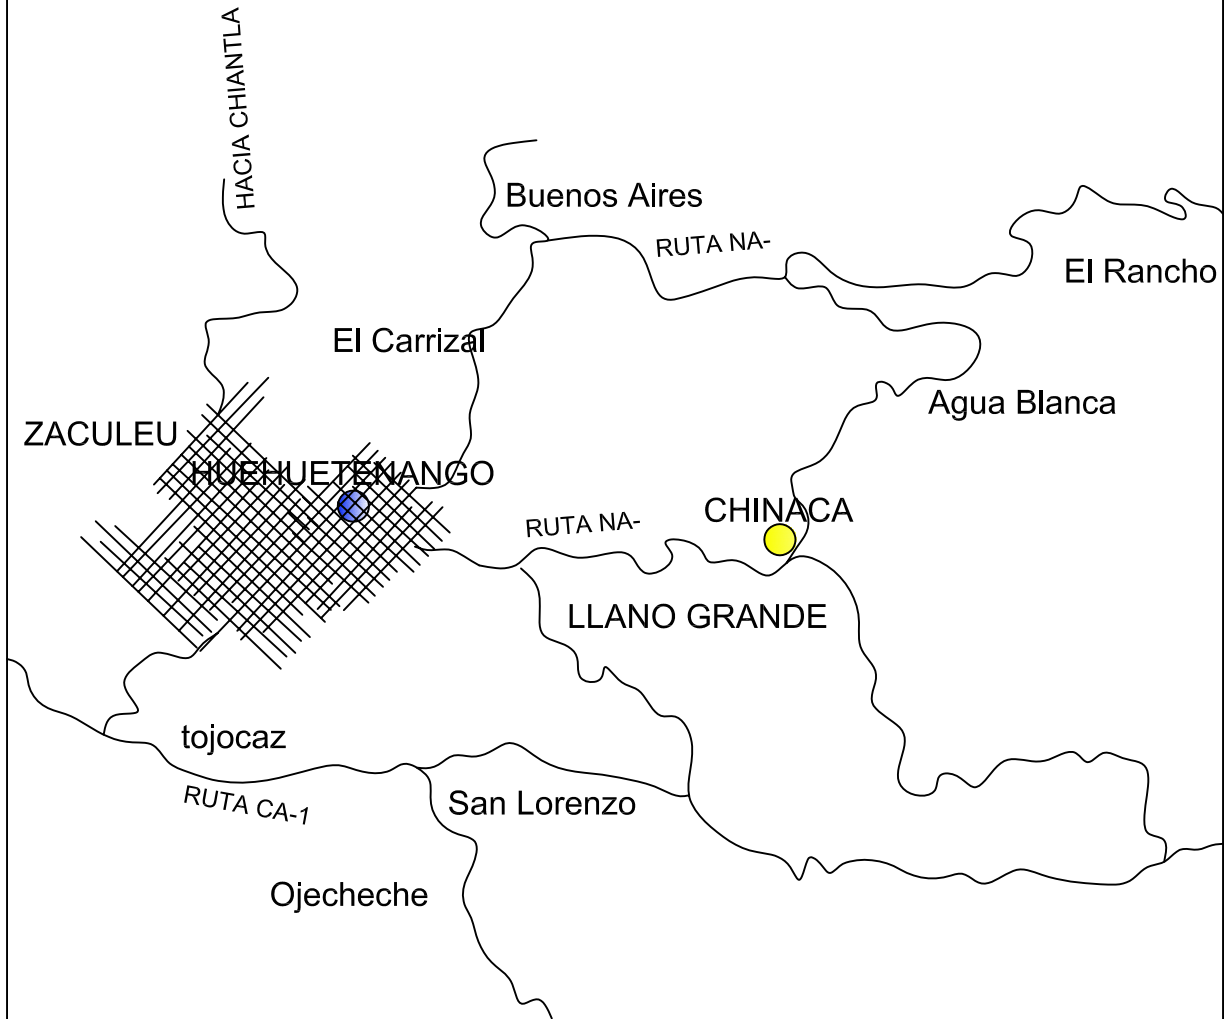 HACIA CHIANTLA
Buenos Aires
RUTA NA-
El Rancho
El Carrizal
Agua Blanca
ZACULEU
HUEHUETENANGO
CHINACA
RUTA NA-
LLANO GRANDE
tojocaz
RUTA CA-1
San Lorenzo
Ojecheche